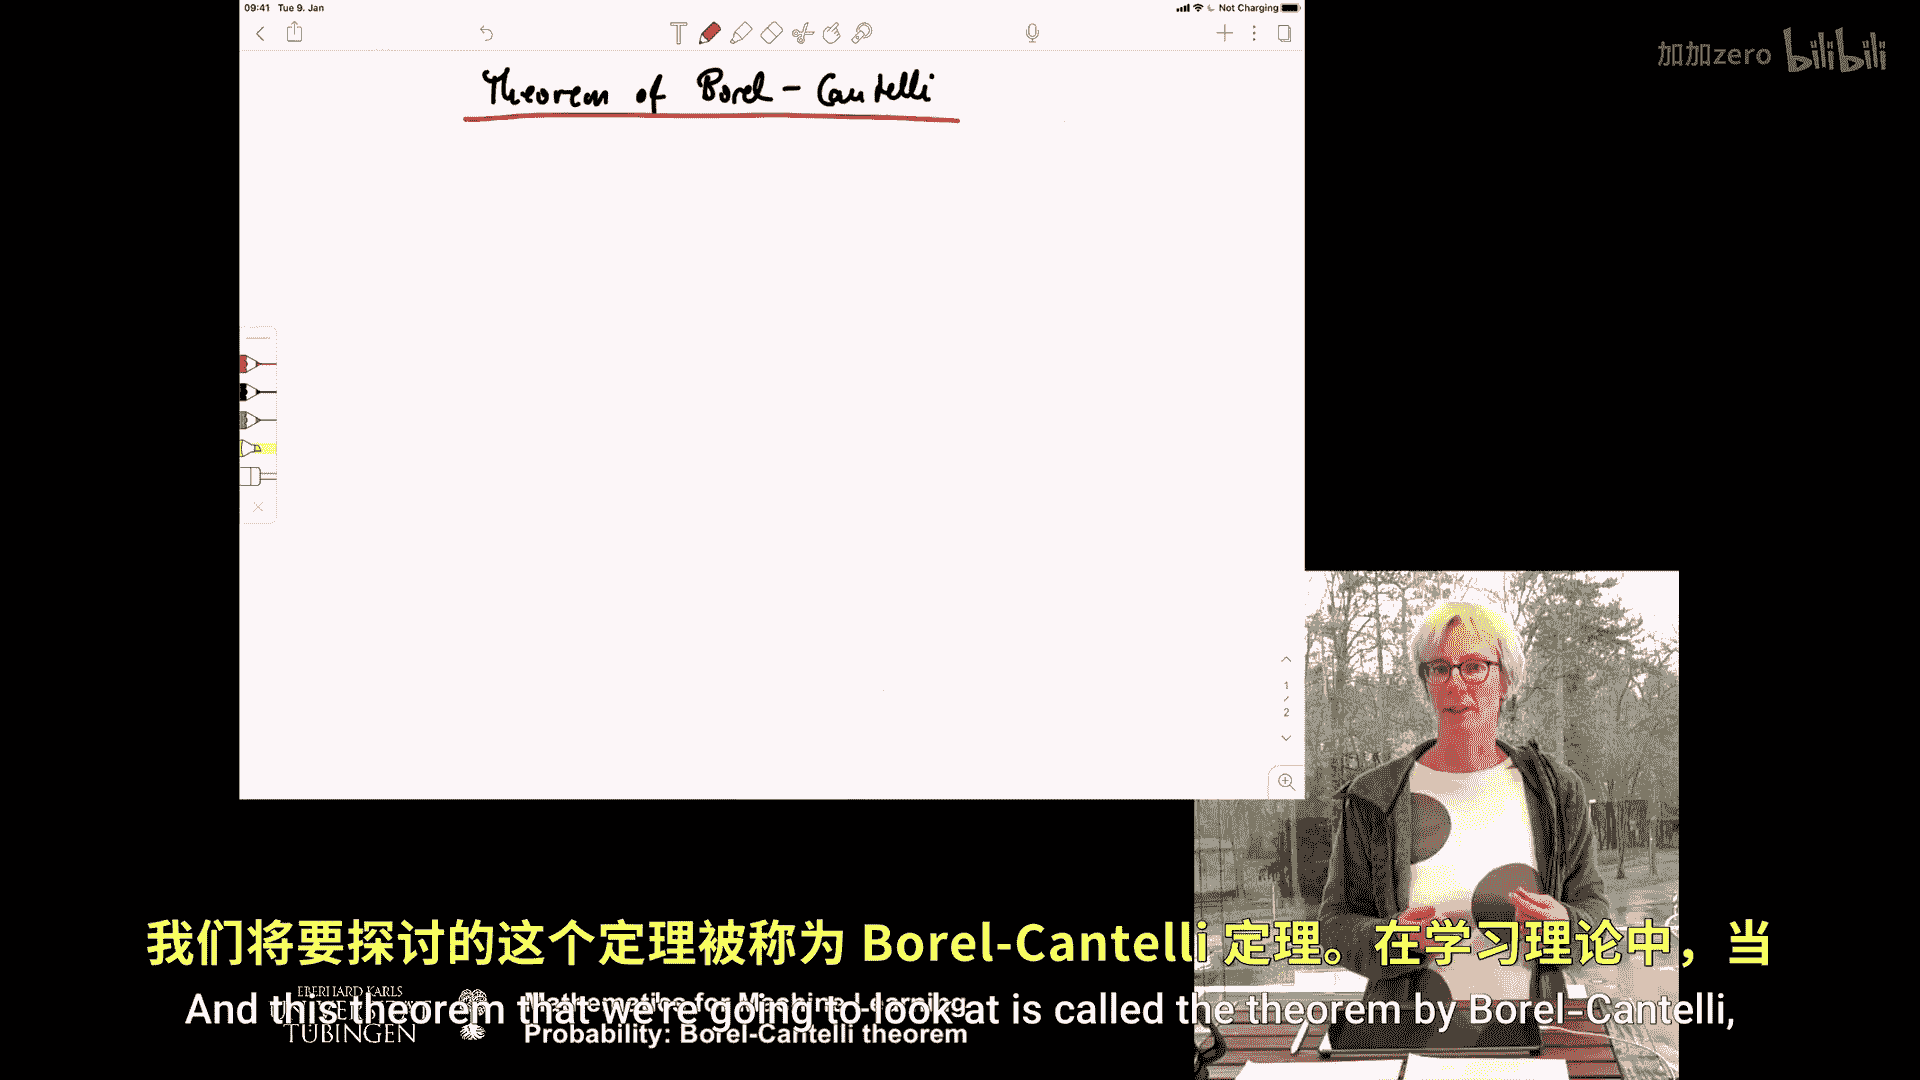 09:41 Tue 9. Jan
Not Charging
加加zero bilibili
Theorem of Borel-Cantelli
1
/
2
我们将要探讨的这个定理被称为 Borel-Cantelli 定理。在学习理论中，当
And this theorem that we're going to look at is called the theorem by Borel-Cantelli,
EBERHARD KARLS
UNIVERSITÄT
TÜBINGEN
Mathematics for Machine Learning
Probability: Borel-Cantelli theorem